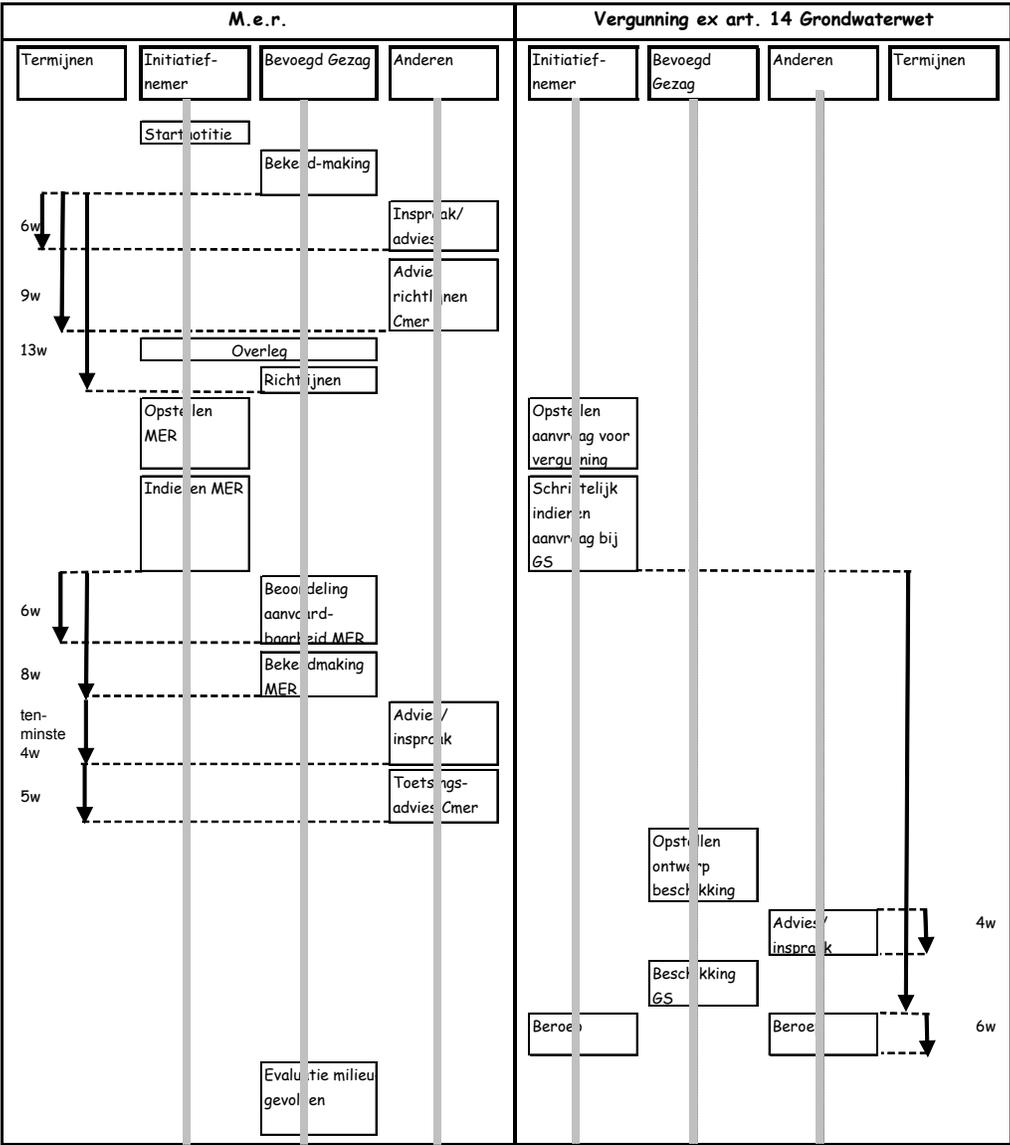 M.e.r.
Vergunning ex art. 14 Grondwaterwet
Termijnen
Initiatief-
nemer
Bevoegd Gezag
Anderen
Initiatief-
nemer
Bevoegd
Gezag
Anderen
Termijnen
Startnotitie
Bekend-making
6w
Inspraak/
advies
9w
Advies
richtlijnen
Cmer
13w
Overleg
Richtlijnen
Opstellen
MER
Opstellen
aanvraag voor
vergunning
Indienen MER
Schriftelijk
indienen
aanvraag bij
GS
6w
Beoordeling
aanvaard-
baarheid MER
8w
Bekendmaking
MER
ten-
minste
4w
Advies/
inspraak
5w
Toetsings-
advies Cmer
Opstellen
ontwerp
beschikking
Advies/
inspraak
4w
Beschikking
GS
Beroep
Beroep
6w
Evaluatie milieu
gevolgen